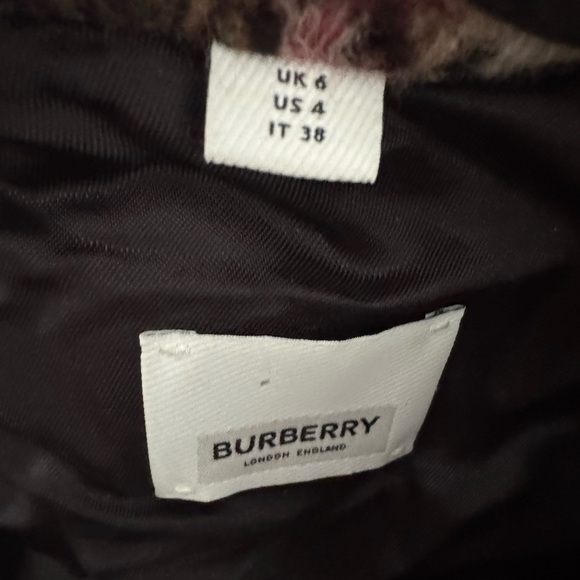 UK 6
US 4
IT 38
BURBERRY
LONDON ENGLAND